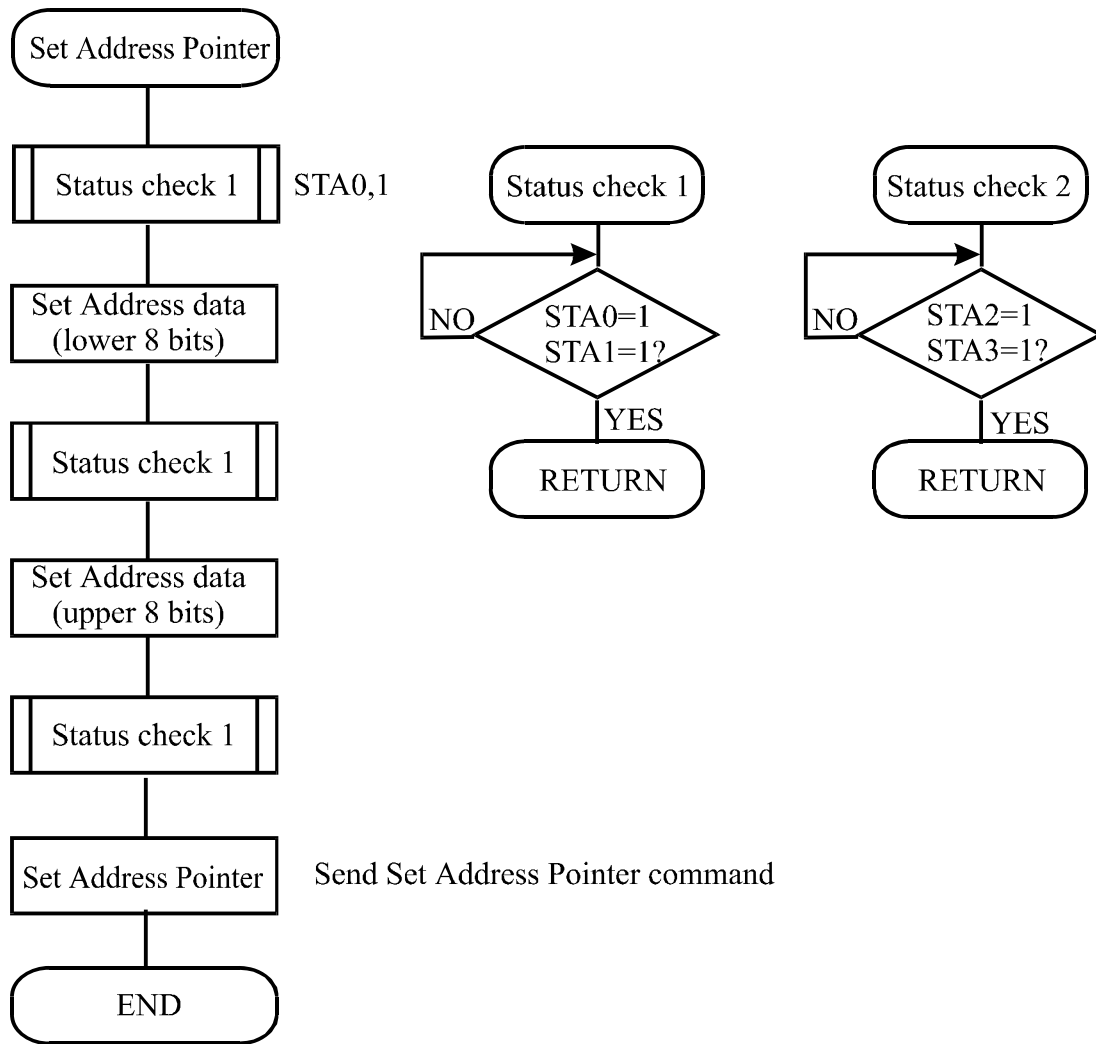 Set Address Pointer
Status check 1
STA0,1
Set Address data
(lower 8 bits)
Status check 1
Set Address data
(upper 8 bits)
Status check 1
Set Address Pointer
Send Set Address Pointer command
END
Status check 1
NO
STA0=1
STA1=1?
YES
RETURN
Status check 2
NO
STA2=1
STA3=1?
YES
RETURN